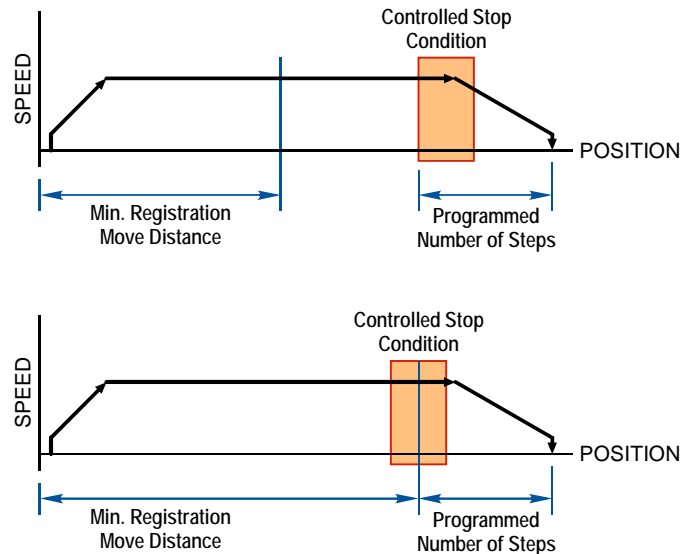 Controlled Stop
Condition
SPEED
POSITION
Min. Registration
Move Distance
Programmed
Number of Steps
Controlled Stop
Condition
SPEED
POSITION
Min. Registration
Move Distance
Programmed
Number of Steps